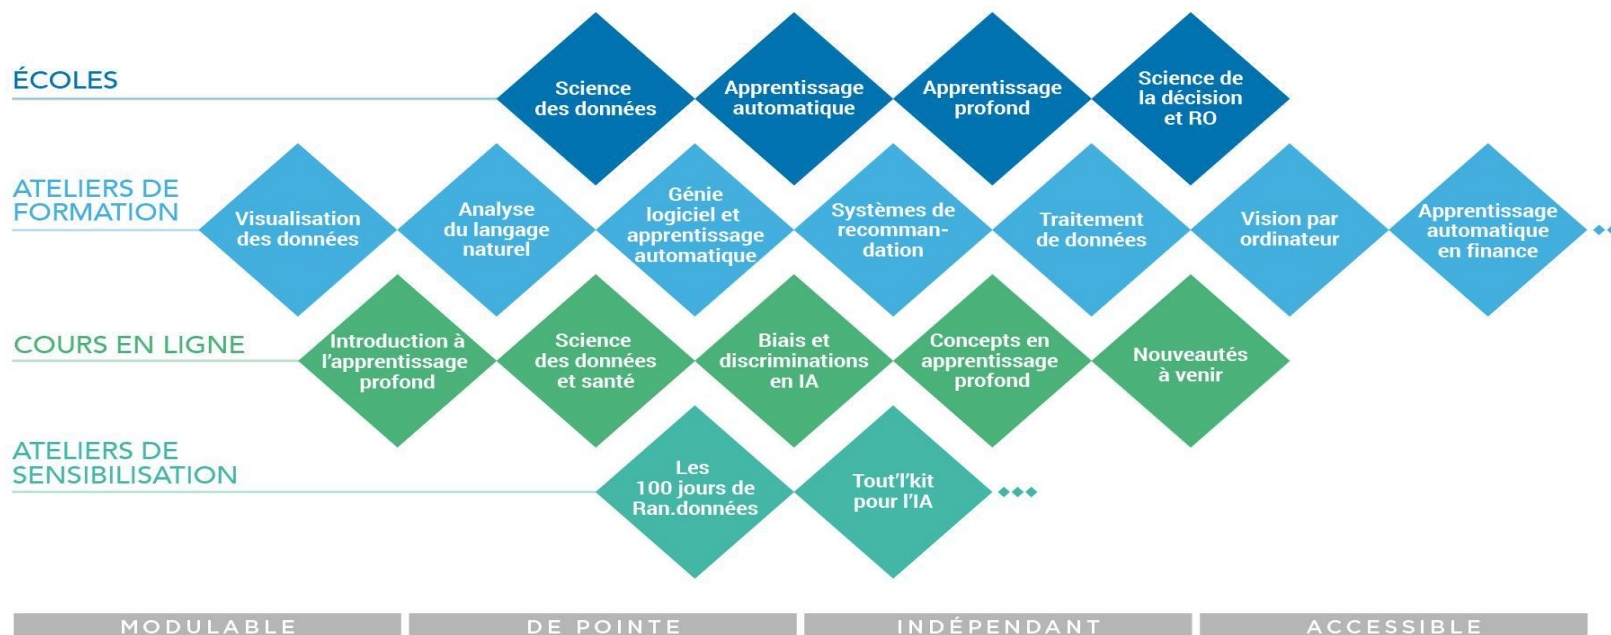 ÉCOLES
Science
des données
Apprentissage
automatique
Apprentissage
profond
Science de
la décision
et RO
ATELIERS DE
FORMATION
Visualisation
des données
Analyse
du langage
naturel
Génie
logiciel et
apprentissage
automatique
Systèmes de
recomman-
dation
Traitement
de données
Vision par
ordinateur
Apprentissage
automatique
en finance
COURS EN LIGNE
Introduction à
l'apprentissage
profond
Science
des données
et santé
Biais et
discriminations
en IA
Concepts en
apprentissage
profond
Nouveautés
à venir
ATELIERS DE
SENSIBILISATION
Les
100 jours de
Ran.données
Tout'l'kit
pour l'IA
MODULABLE
DE POINTE
INDÉPENDANT
ACCESSIBLE